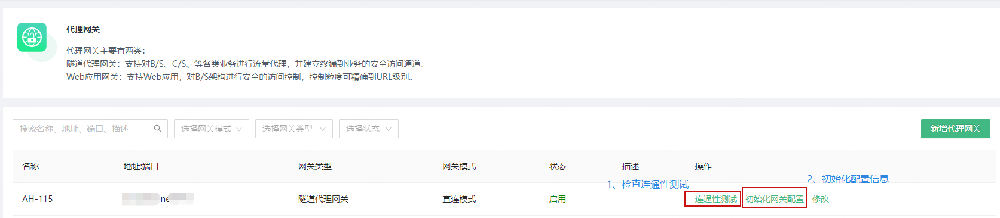 代理网关
代理网关主要有两类：
隧道代理网关：支持对B/S、C/S、等各类业务进行流量代理，并建立终端到业务的安全访问通道。
Web应用网关：支持Web应用，对B/S架构进行安全的访问控制，控制粒度可精确到URL级别。
搜索名称、地址、端口、描述 选择网关模式 选择网关类型 选择状态 新增代理网关
名称 地址:端口 网关类型 网关模式 状态 描述 操作
1、检查连通性测试 2、初始化配置信息
AH-115 .ne 隧道代理网关 直连模式 启用 连通性测试 初始化网关配置 修改